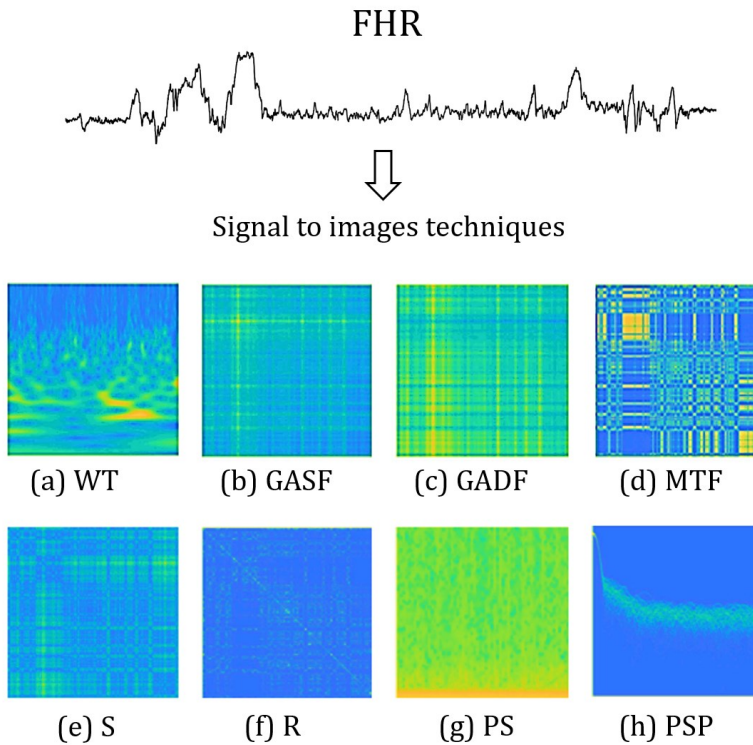 FHR
Signal to images techniques
(a) WT
(b) GASF
(c) GADF
(d) MTF
(e) S
(f) R
(g) PS
(h) PSP